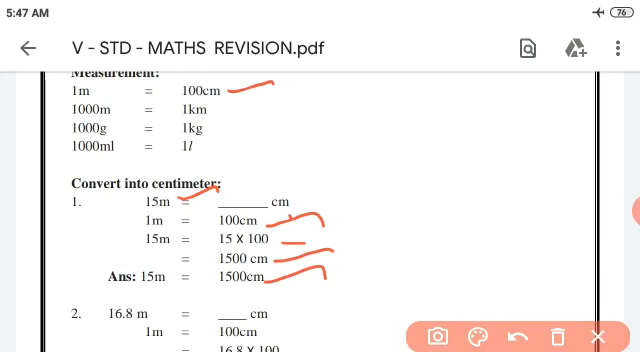 5:47 AM 76
V - STD - MATHS REVISION.pdf
Measurement:
1m = 100cm
1000m = 1km
1000g = 1kg
1000ml = 1l
Convert into centimeter:
1. 15m = ______ cm
1m = 100cm
15m = 15 X 100
= 1500 cm
Ans: 15m = 1500cm
2. 16.8 m = ____ cm
1m = 100cm
= 16.8 X 100